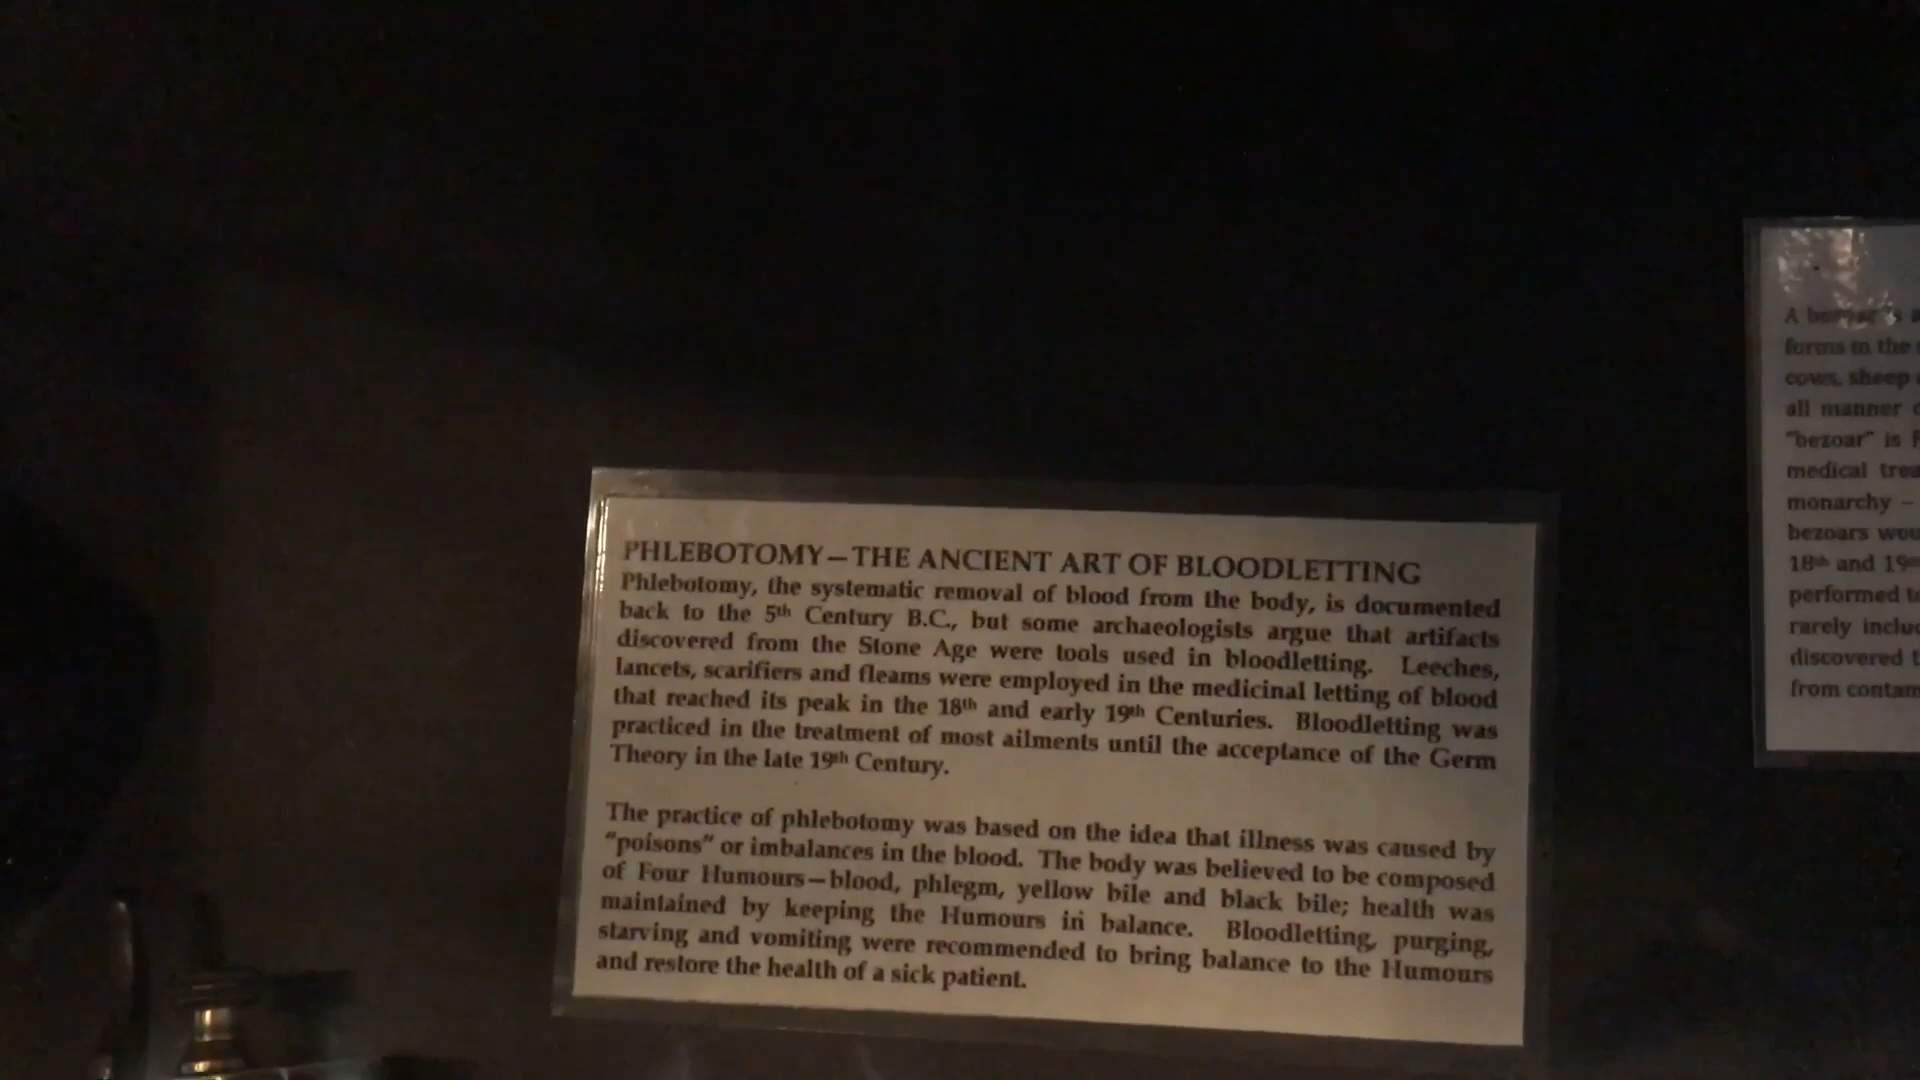 PHLEBOTOMY—THE ANCIENT ART OF BLOODLETTING
Phlebotomy, the systematic removal of blood from the body, is documented
back to the 5th Century B.C., but some archaeologists argue that artifacts
discovered from the Stone Age were tools used in bloodletting. Leeches,
lancets, scarifiers and fleams were employed in the medicinal letting of blood
that reached its peak in the 18th and early 19th Centuries. Bloodletting was
practiced in the treatment of most ailments until the acceptance of the Germ
Theory in the late 19th Century.
The practice of phlebotomy was based on the idea that illness was caused by
“poisons” or imbalances in the blood. The body was believed to be composed
of Four Humours—blood, phlegm, yellow bile and black bile; health was
maintained by keeping the Humours in balance. Bloodletting, purging,
starving and vomiting were recommended to bring balance to the Humours
and restore the health of a sick patient.
A
forms in the
cows, sheep
all manner
“bezoar” is
medical
monarchy –
bezoars
18th and
performed
rarely
discovered
from